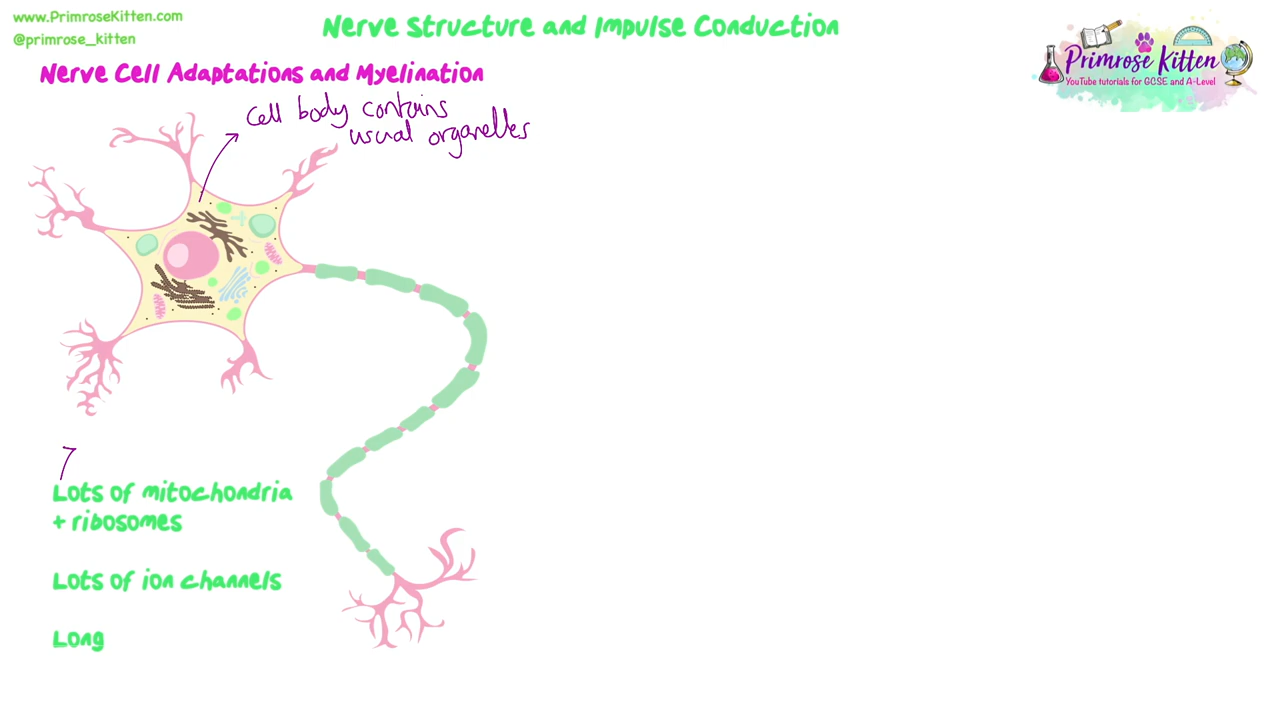 www.PrimroseKitten.com
@primrose_kitten
Nerve Structure and Impulse Conduction
Primrose Kitten
YouTube tutorials for GCSE and A-Level
Nerve Cell Adaptations and Myelination
Cell body contains
usual organelles
Lots of mitochondria
+ ribosomes
Lots of ion channels
Long